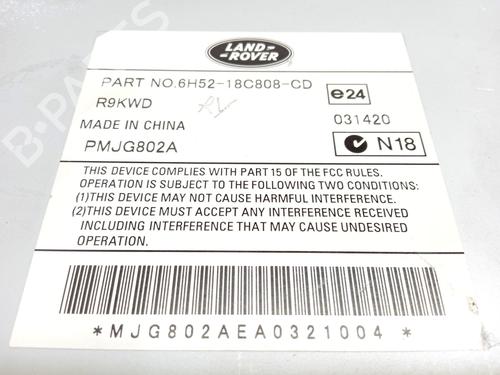 LAND-
ROVER
PART NO.6H52-18C808-CD
R9KWD
e24
MADE IN CHINA
031420
PMJG802A
N18
THIS DEVICE COMPLIES WITH PART 15 OF THE FCC RULES.
OPERATION IS SUBJECT TO THE FOLLOWING TWO CONDITIONS:
(1)THIS DEVICE MAY NOT CAUSE HARMFUL INTERFERENCE.
(2)THIS DEVICE MUST ACCEPT ANY INTERFERENCE RECEIVED
INCLUDING INTERFERENCE THAT MAY CAUSE UNDESIRED
OPERATION.
*MJG802AEA0321004*
B-PARTS